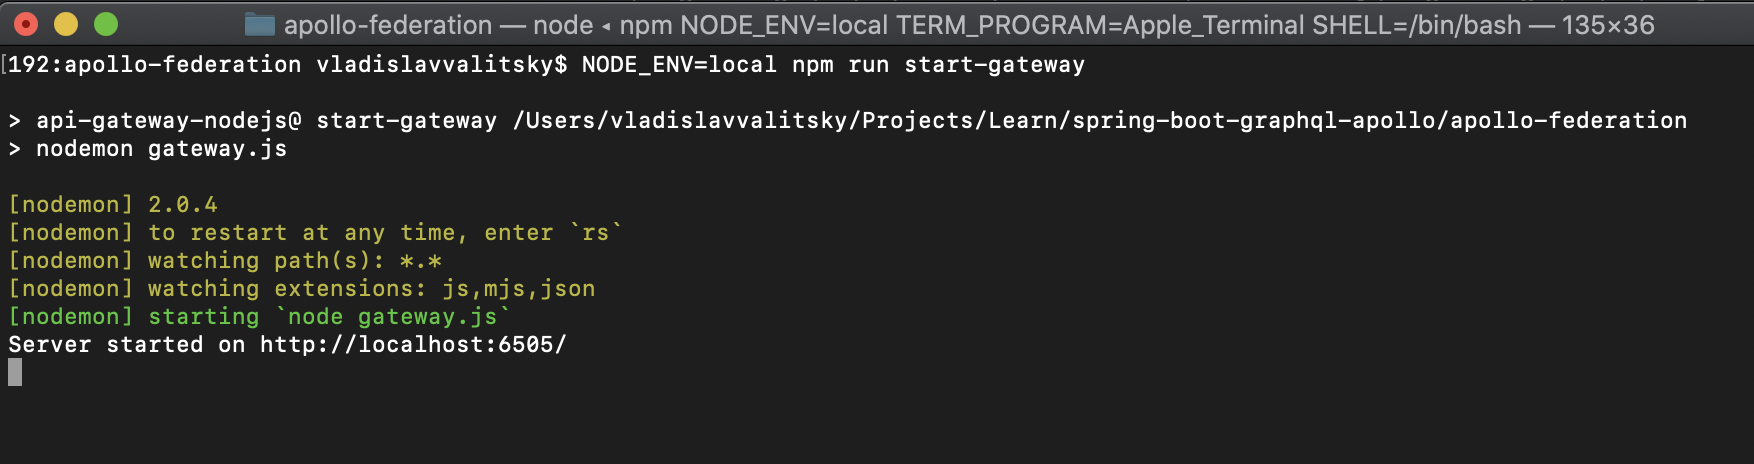 apollo-federation — node ◂ npm NODE_ENV=local TERM_PROGRAM=Apple_Terminal SHELL=/bin/bash — 135×36
[192:apollo-federation vladislavvalitsky$ NODE_ENV=local npm run start-gateway
> api-gateway-nodejs@ start-gateway /Users/vladislavvalitsky/Projects/Learn/spring-boot-graphql-apollo/apollo-federation
> nodemon gateway.js
[nodemon] 2.0.4
[nodemon] to restart at any time, enter `rs`
[nodemon] watching path(s): *.*
[nodemon] watching extensions: js,mjs,json
[nodemon] starting `node gateway.js`
Server started on http://localhost:6505/